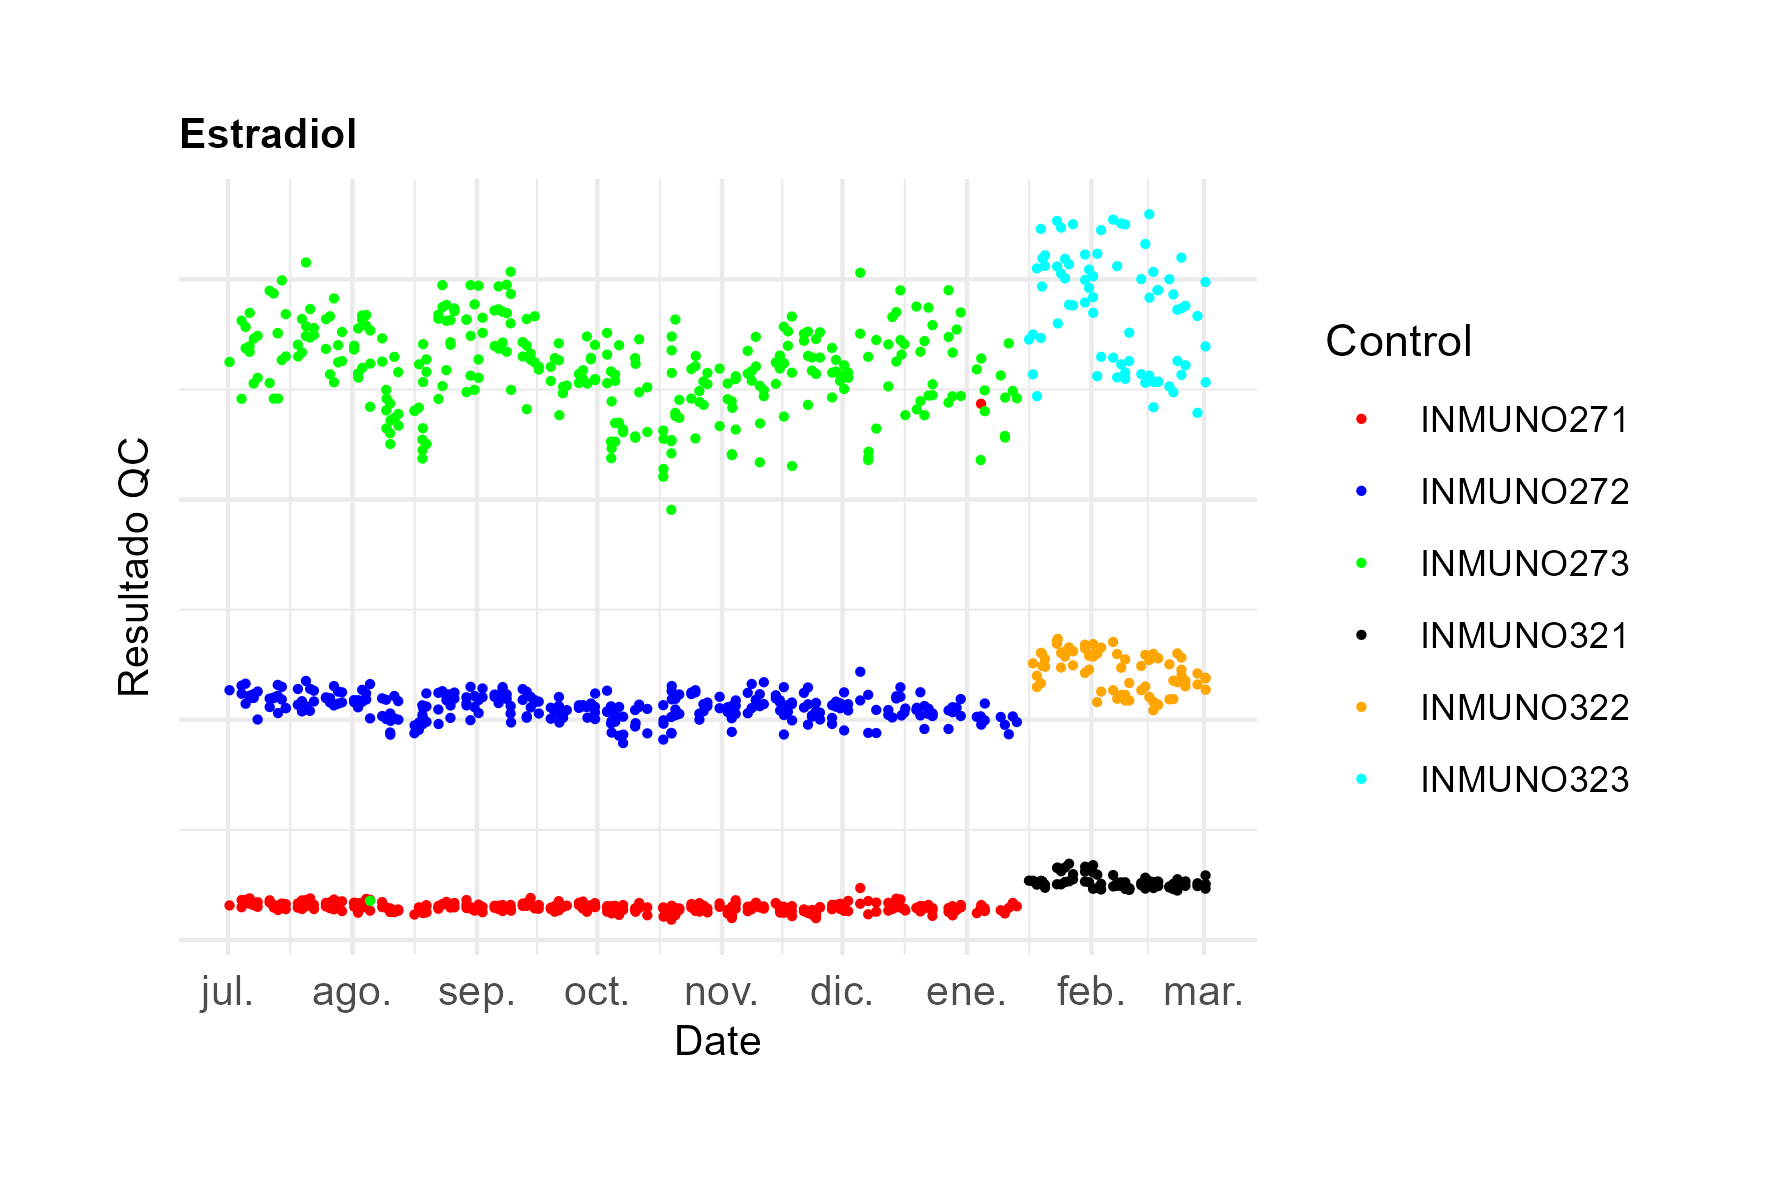 Estradiol
Resultado QC
jul. ago. sep. oct. nov. dic. ene. feb. mar.
Date
Control
INMUNO271
INMUNO272
INMUNO273
INMUNO321
INMUNO322
INMUNO323